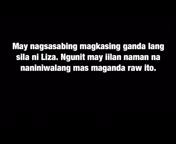 May nagsasabing magkasing ganda lang
sila ni Liza. Ngunit may iilan naman na
naniniwalang mas maganda raw ito.